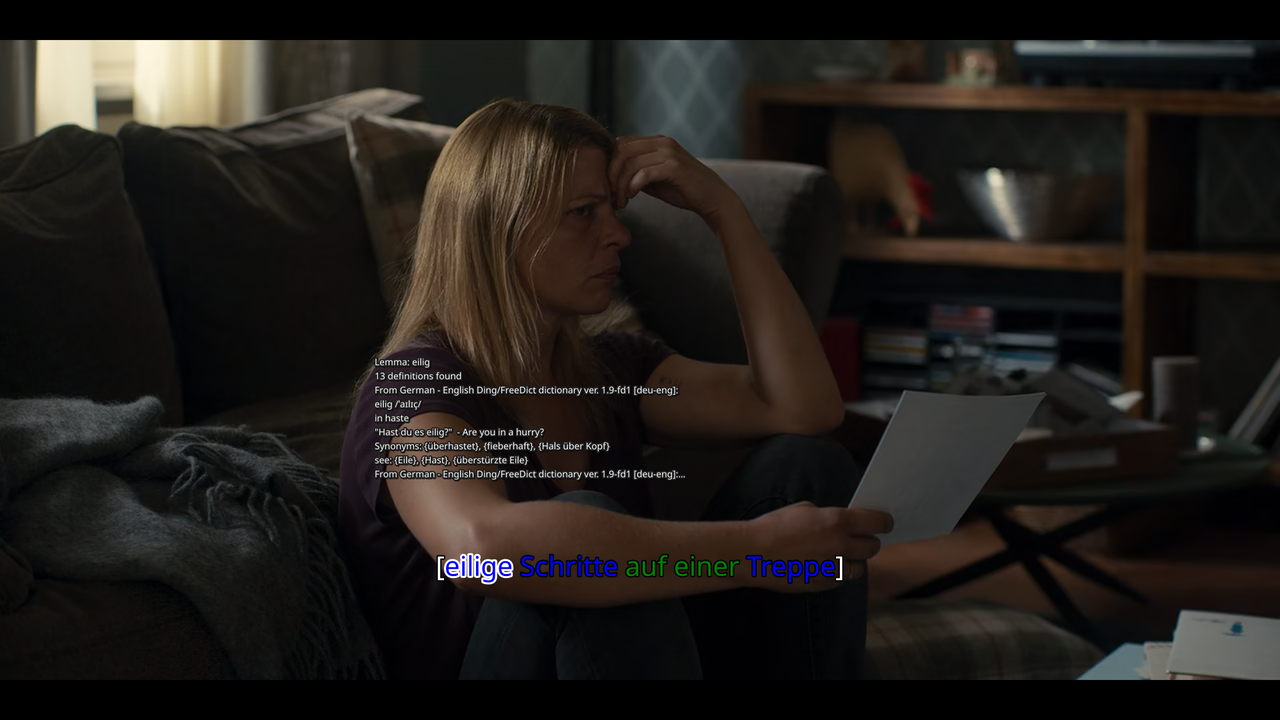 Lemma: eilig
13 definitions found
From German - English Ding/FreeDict dictionary ver. 1.9-fd1 [deu-eng]:
eilig /ˈaɪlɪç/
in haste
"Hast du es eilig?"  - Are you in a hurry?
Synonyms: {überhastet}, {fieberhaft}, {Hals über Kopf}
see: {Eile}, {Hast}, {überstürzte Eile}
From German - English Ding/FreeDict dictionary ver. 1.9-fd1 [deu-eng]:...
[eilige Schritte auf einer Treppe]